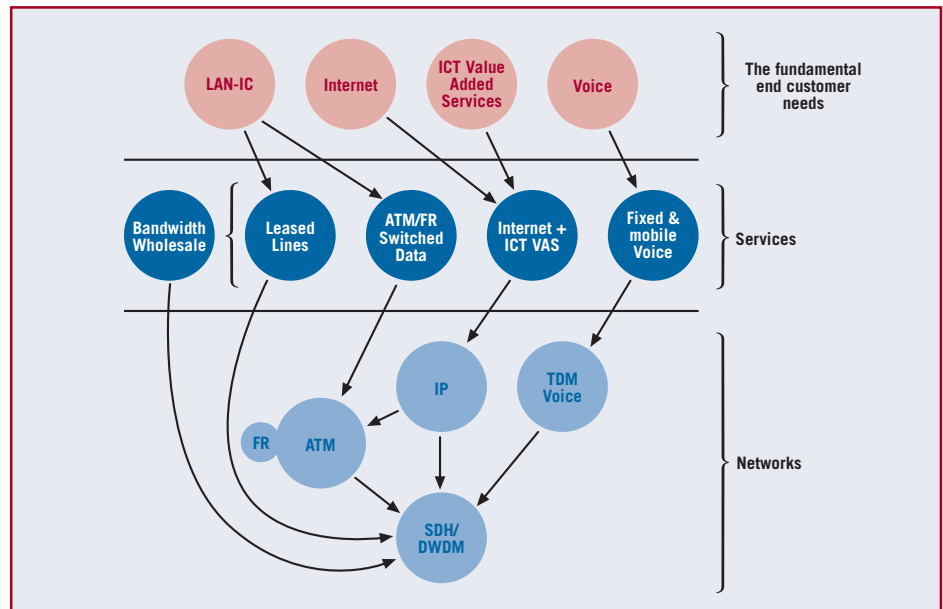 LAN-IC
Internet
ICT Value
Added
Services
Voice
The fundamental
end customer
needs
Bandwidth
Wholesale
Leased
Lines
ATM/FR
Switched
Data
Internet +
ICT VAS
Fixed &
mobile
Voice
Services
FR
ATM
IP
TDM
Voice
Networks
SDH/
DWDM